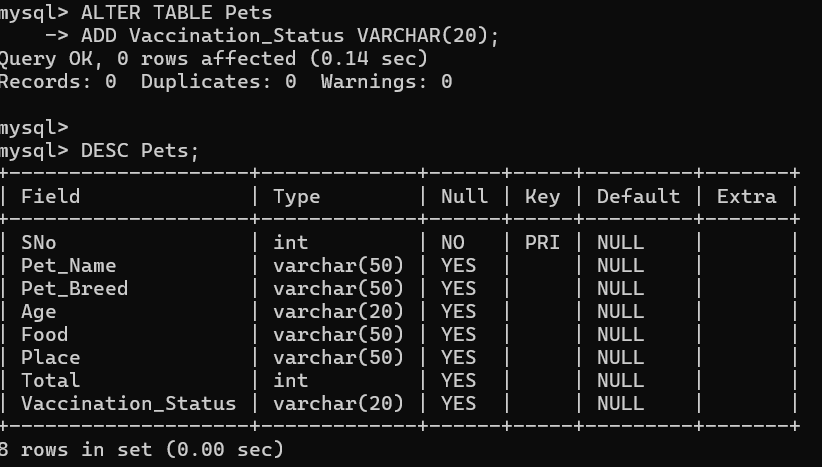 mysql> ALTER TABLE Pets
    -> ADD Vaccination_Status VARCHAR(20);
Query OK, 0 rows affected (0.14 sec)
Records: 0  Duplicates: 0  Warnings: 0

mysql>
mysql> DESC Pets;
+--------------------+-------------+------+-----+---------+-------+
| Field              | Type        | Null | Key | Default | Extra |
+--------------------+-------------+------+-----+---------+-------+
| SNo                | int         | NO   | PRI | NULL    |       |
| Pet_Name           | varchar(50) | YES  |     | NULL    |       |
| Pet_Breed          | varchar(50) | YES  |     | NULL    |       |
| Age                | varchar(20) | YES  |     | NULL    |       |
| Food               | varchar(50) | YES  |     | NULL    |       |
| Place              | varchar(50) | YES  |     | NULL    |       |
| Total              | int         | YES  |     | NULL    |       |
| Vaccination_Status | varchar(20) | YES  |     | NULL    |       |
+--------------------+-------------+------+-----+---------+-------+
8 rows in set (0.00 sec)